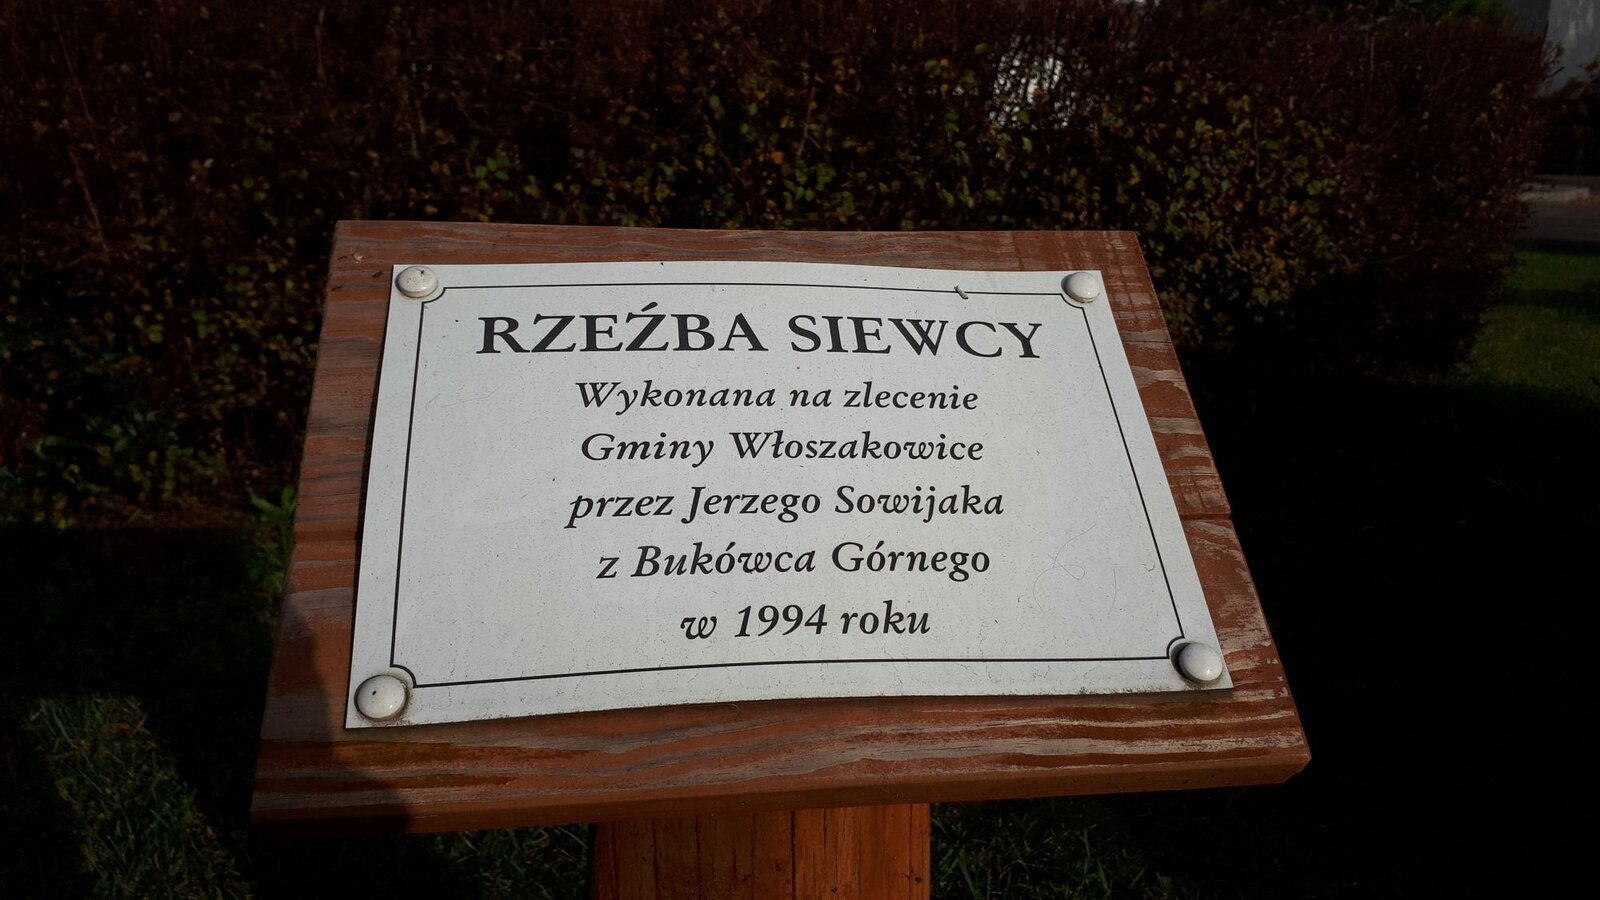 RZEŹBA SIEWCY
Wykonana na zlecenie
Gminy Włoszakowice
przez Jerzego Sowijaka
z Bukówca Górnego
w 1994 roku